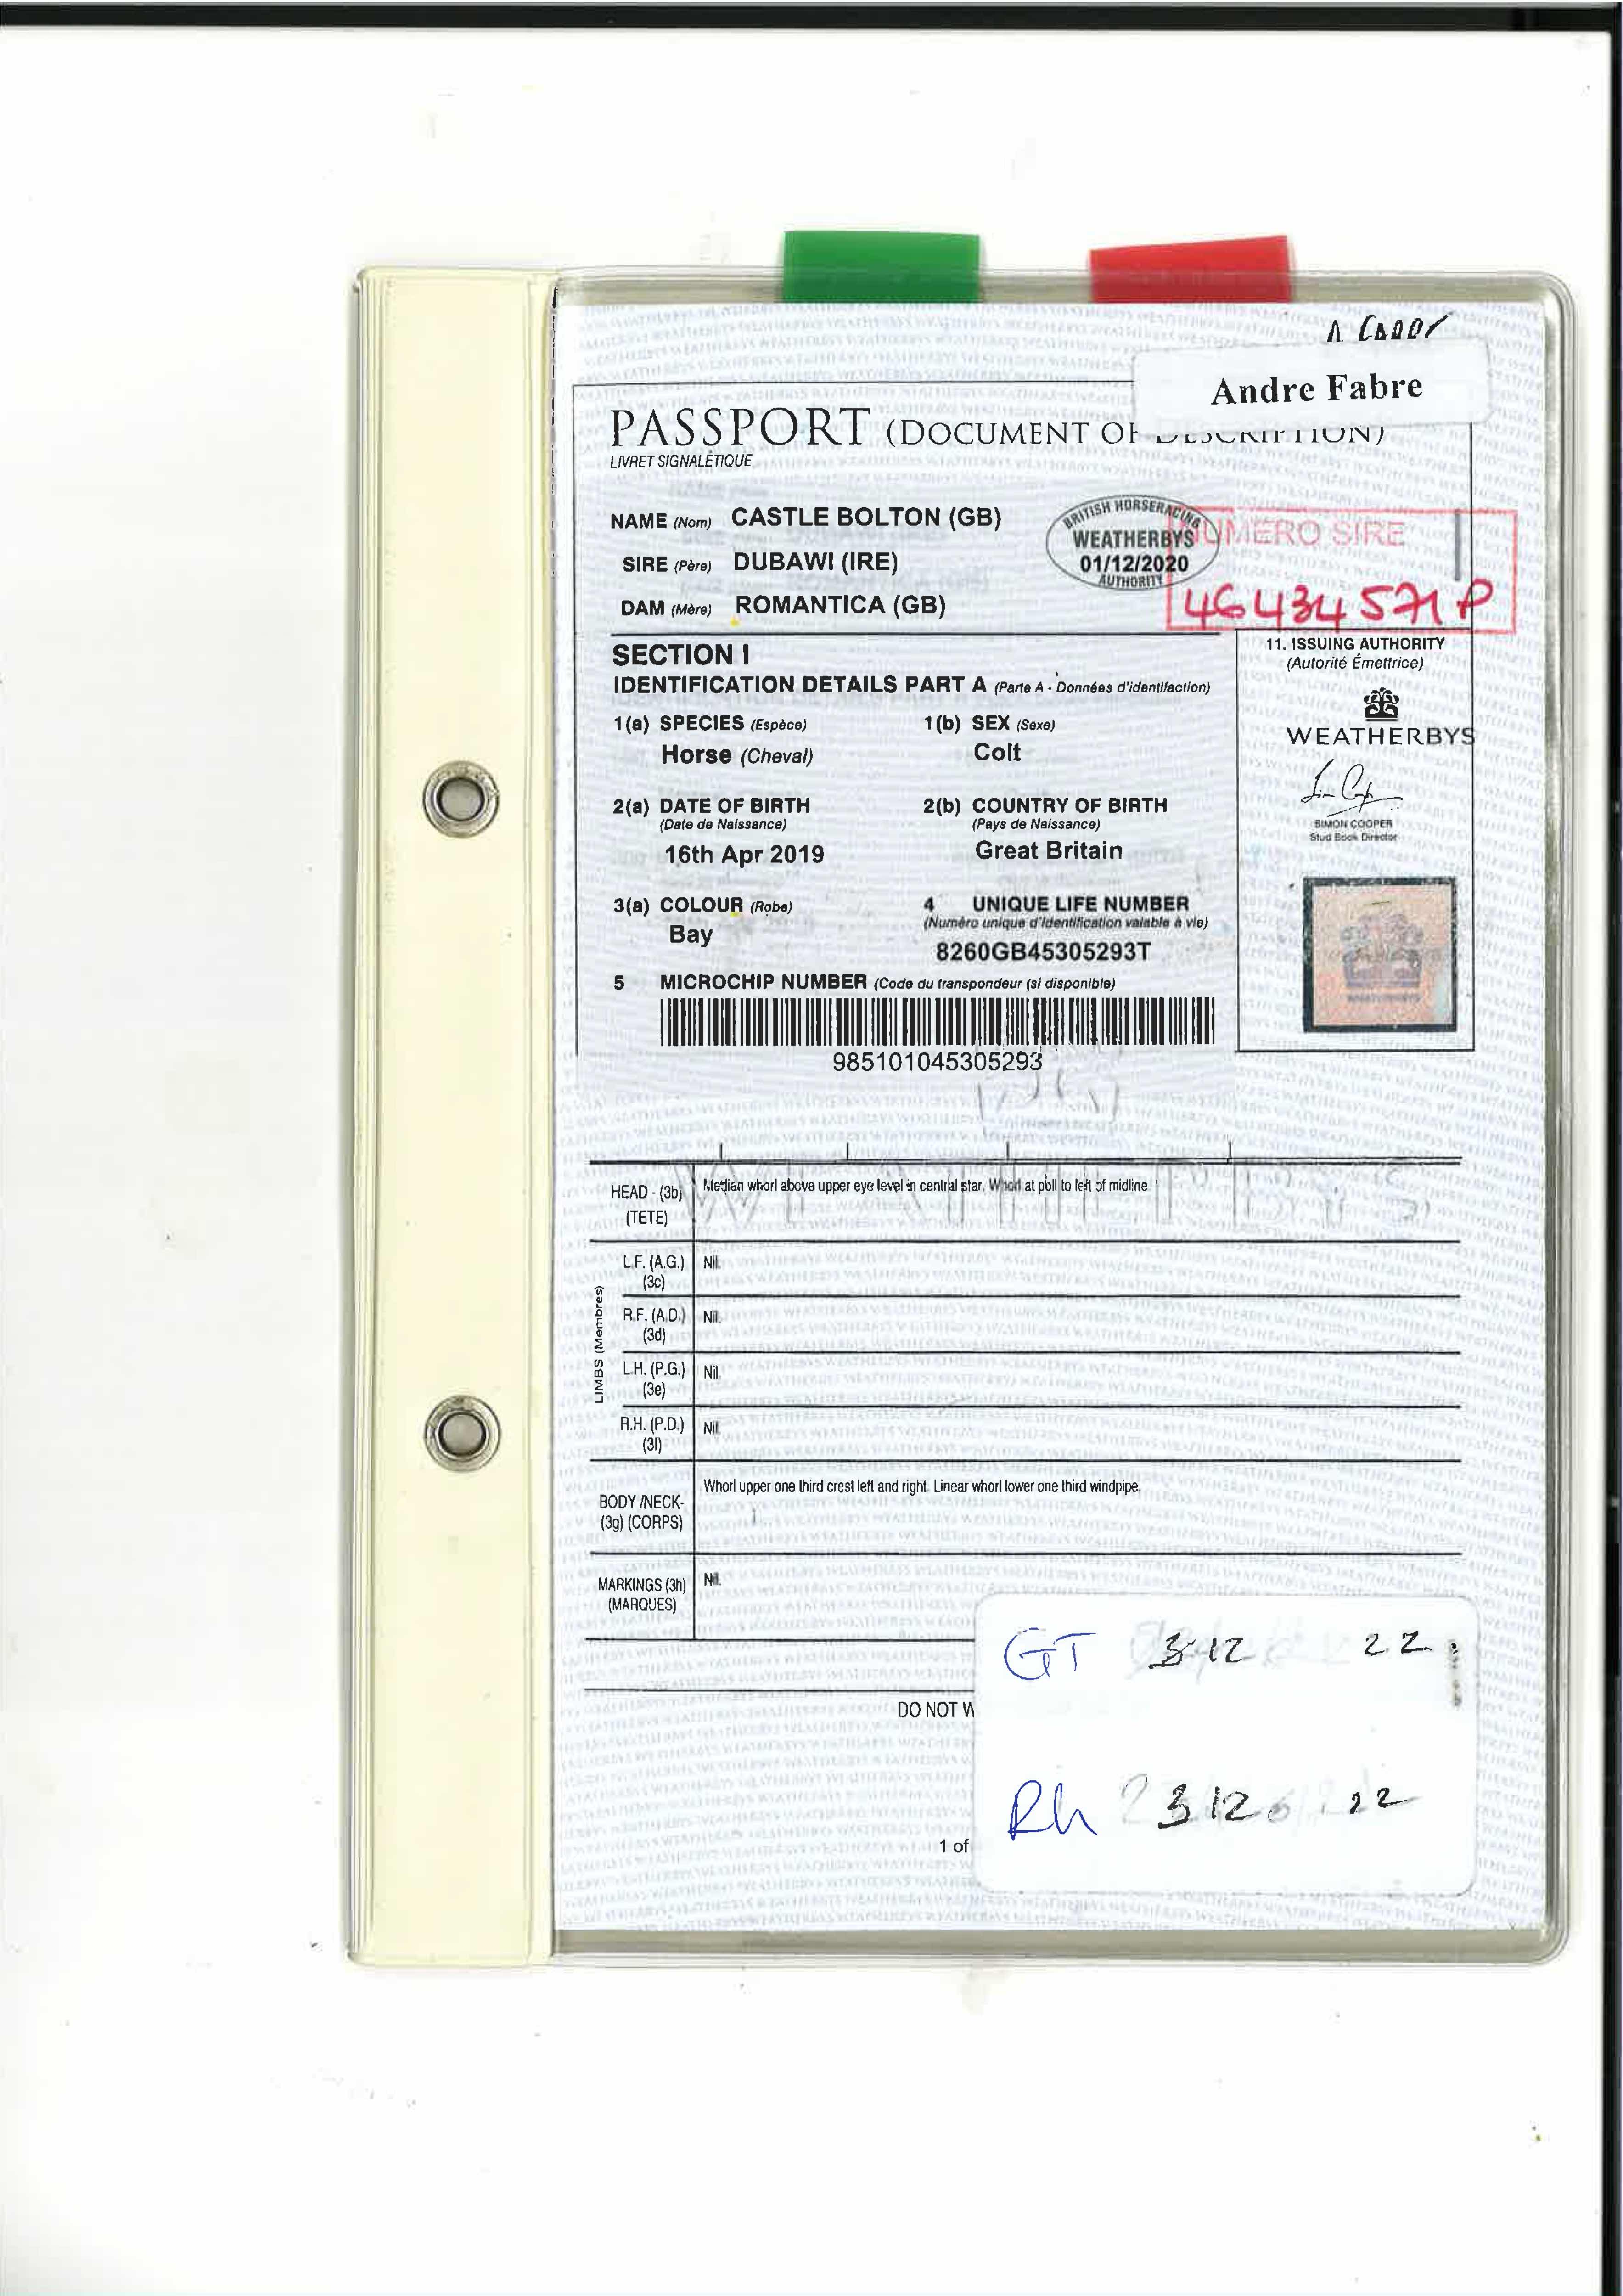 Andre Fabre
PASSPORT (DOCUMENT OF DESCRIPTION)
LIVRET SIGNALÉTIQUE
NAME (Nom) CASTLE BOLTON (GB)
SIRE (Père) DUBAWI (IRE)
DAM (Mère) ROMANTICA (GB)
BRITISH HORSERACING
WEATHERBYS
01/12/2020
AUTHORITY
NUMERO SIRE
46434571P
SECTION I
IDENTIFICATION DETAILS PART A (Parte A - Données d'identifaction)
1(a) SPECIES (Espèce) 1(b) SEX (Sexe)
Horse (Cheval) Colt
2(a) DATE OF BIRTH 2(b) COUNTRY OF BIRTH
(Date de Naissance) (Pays de Naissance)
16th Apr 2019 Great Britain
3(a) COLOUR (Robe) 4 UNIQUE LIFE NUMBER
(Numéro unique d'identification valable à vie)
Bay 8260GB45305293T
5 MICROCHIP NUMBER (Code du transpondeur (si disponible)
985101045305293
11. ISSUING AUTHORITY
(Autorité Émettrice)
WEATHERBYS
SIMON COOPER
Stud Book Director
WEATHERBYS
HEAD - (3b) Median whorl above upper eye level in central star. Whorl at poll to left of midline.
(TETE)
LIMBS (Membres)
L.F. (A.G.) Nil.
(3c)
R.F. (A.D.) Nil.
(3d)
L.H. (P.G.) Nil.
(3e)
R.H. (P.D.) Nil.
(3f)
BODY/NECK- Whorl upper one third crest left and right. Linear whorl lower one third windpipe.
(3g) (CORPS)
MARKINGS (3h) Nil.
(MARQUES)
DO NOT W
GT 3 12 22
Rh 3 12 22
1 of